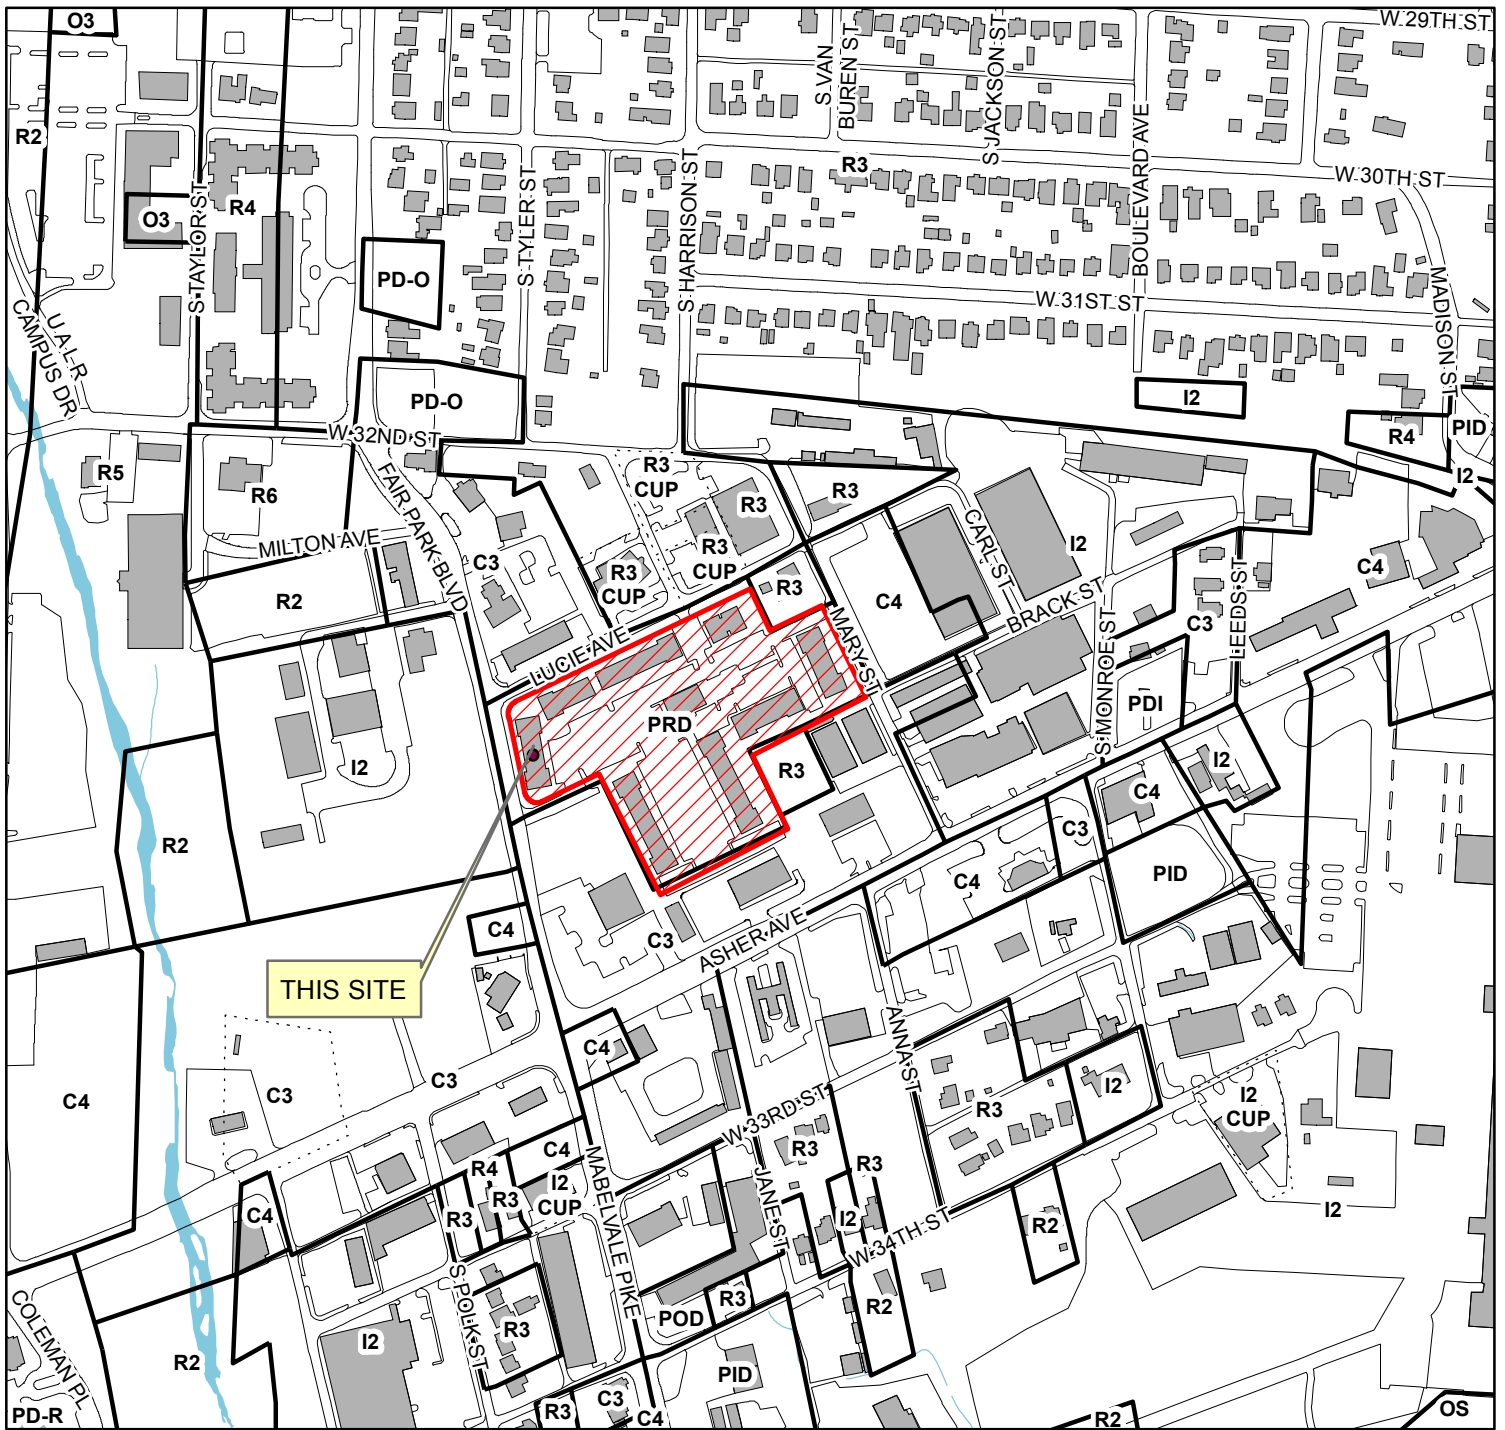 O3
W 29TH ST
S VAN
BUREN ST
S JACKSON ST
BOULEVARD AVE
R2
R3
W 30TH ST
S TAYLOR ST
O3
R4
S TYLER ST
S HARRISON ST
PD-O
W 31ST ST
MADISON ST
U A L R
CAMPUS DR
PD-O
I2
R4
PID
W 32ND ST
R5
R6
FAIR PARK BLVD
R3
CUP
R3
R3
I2
MILTON AVE
C3
R3
CUP
CARL ST
I2
R3
CUP
R3
C4
C4
R2
BRACK ST
C3
LEEDS ST
LUCIE AVE
MARY ST
S MONROE ST
PDI
PRD
I2
R3
I2
C4
R2
C3
C4
PID
C4
C3
ASHER AVE
THIS SITE
C4
ANNA ST
C4
C3
C3
I2
R3
I2
CUP
W 33RD ST
C4
R4
R3
R3
I2
CUP
R3
R3
MABELVALE PIKE
JANE ST
C4
I2
R2
I2
W 34TH ST
S POLK ST
COLEMAN PL
R3
POD
R2
R3
I2
R2
PID
PD-R
R3
C3
C4
R2
OS